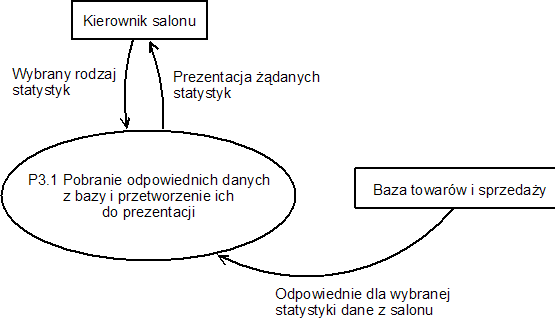 Kierownik salonu
Wybrany rodzaj
statystyk
Prezentacja żądanych
statystyk
P3.1 Pobranie odpowiednich danych
z bazy i przetworzenie ich
do prezentacji
Baza towarów i sprzedaży
Odpowiednie dla wybranej
statystyki dane z salonu